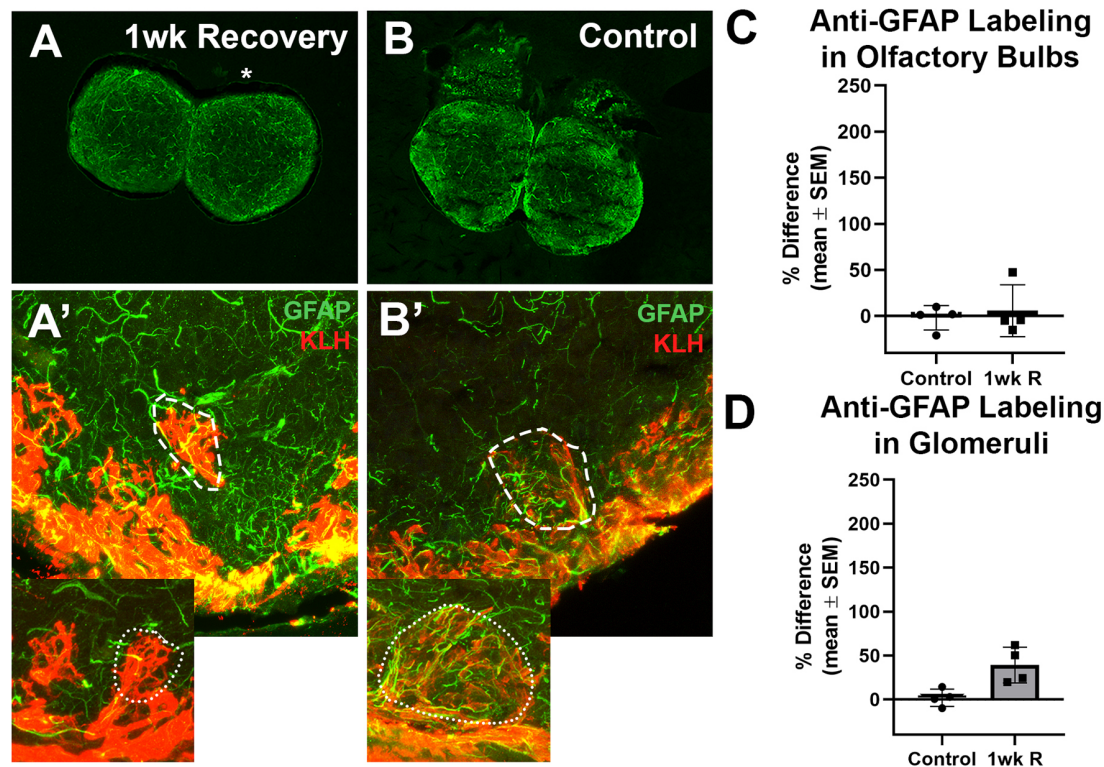 A
1wk Recovery
*
B
Control
A’
GFAP
KLH
B’
GFAP
KLH
C
Anti-GFAP Labeling
in Olfactory Bulbs
% Difference
(mean ± SEM)
250
200
150
100
50
0
Control 1wk R
D
Anti-GFAP Labeling
in Glomeruli
% Difference
(mean ± SEM)
250
200
150
100
50
0
Control 1wk R